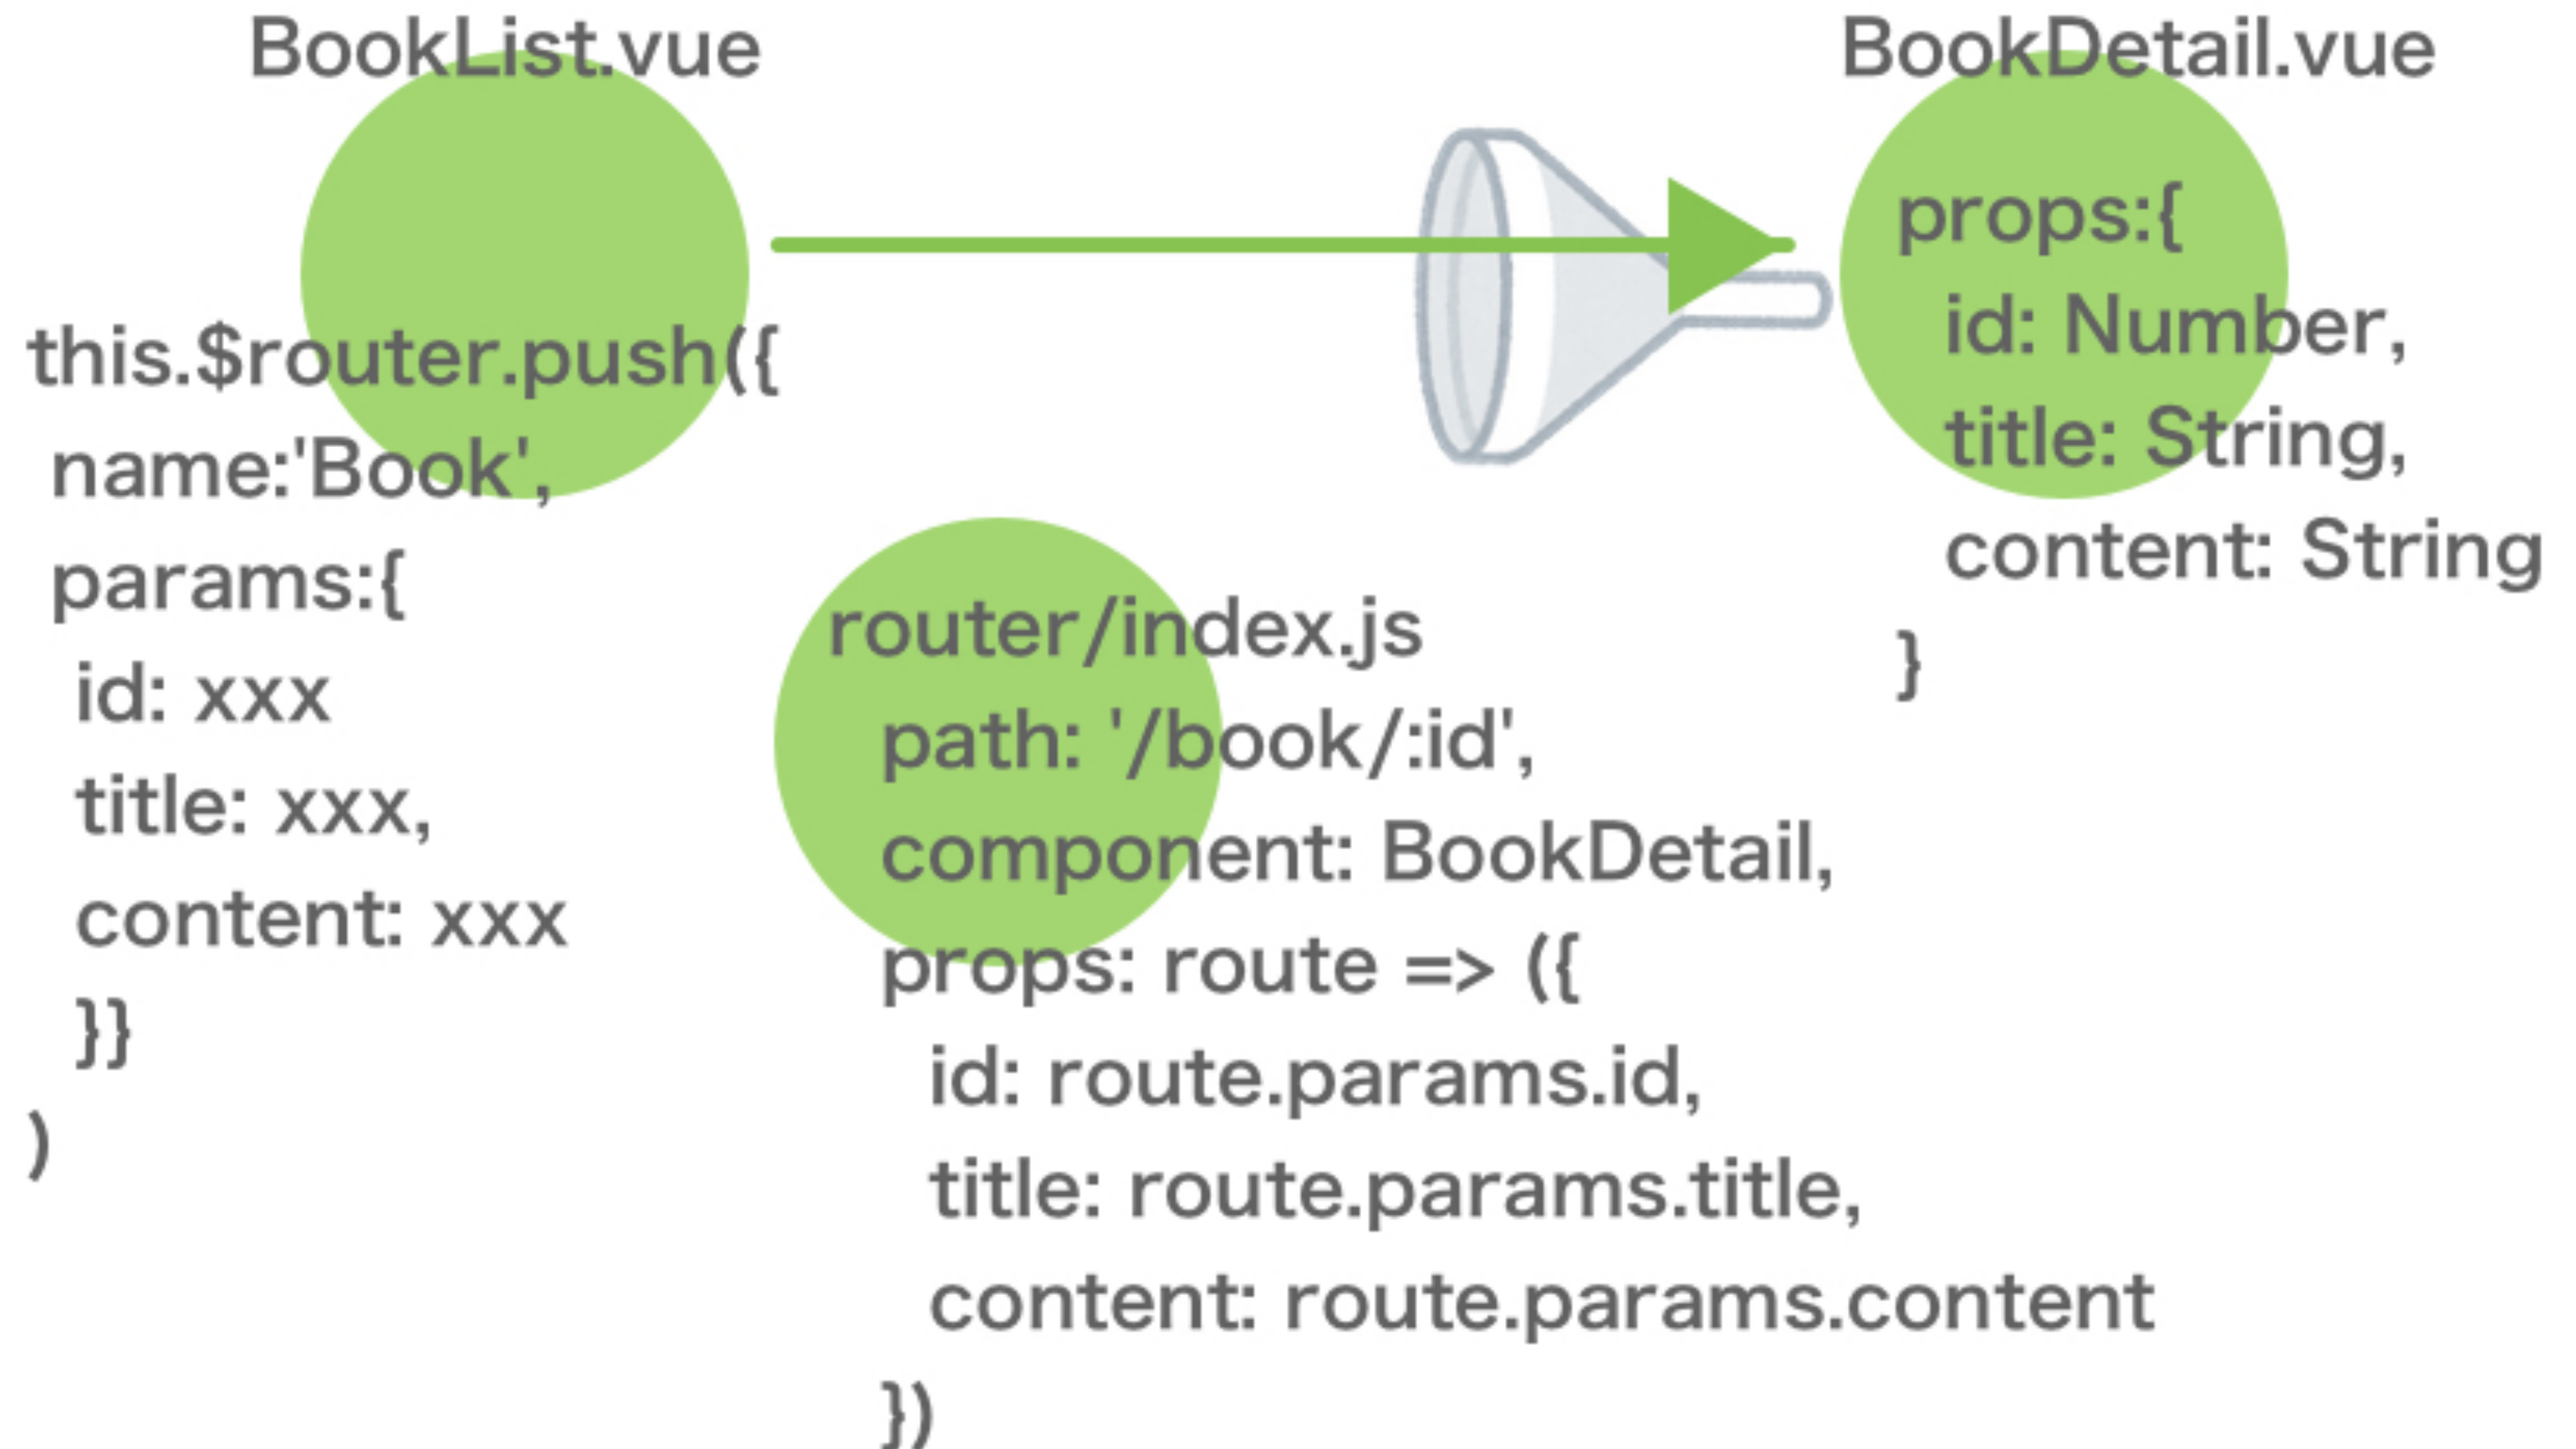 BookList.vue
this.$router.push({
name:'Book',
params:{
id: xxx
title: xxx,
content: xxx
}}
)
router/index.js
path: '/book/:id',
component: BookDetail,
props: route => ({
id: route.params.id,
title: route.params.title,
content: route.params.content
})
BookDetail.vue
props:{
id: Number,
title: String,
content: String
}